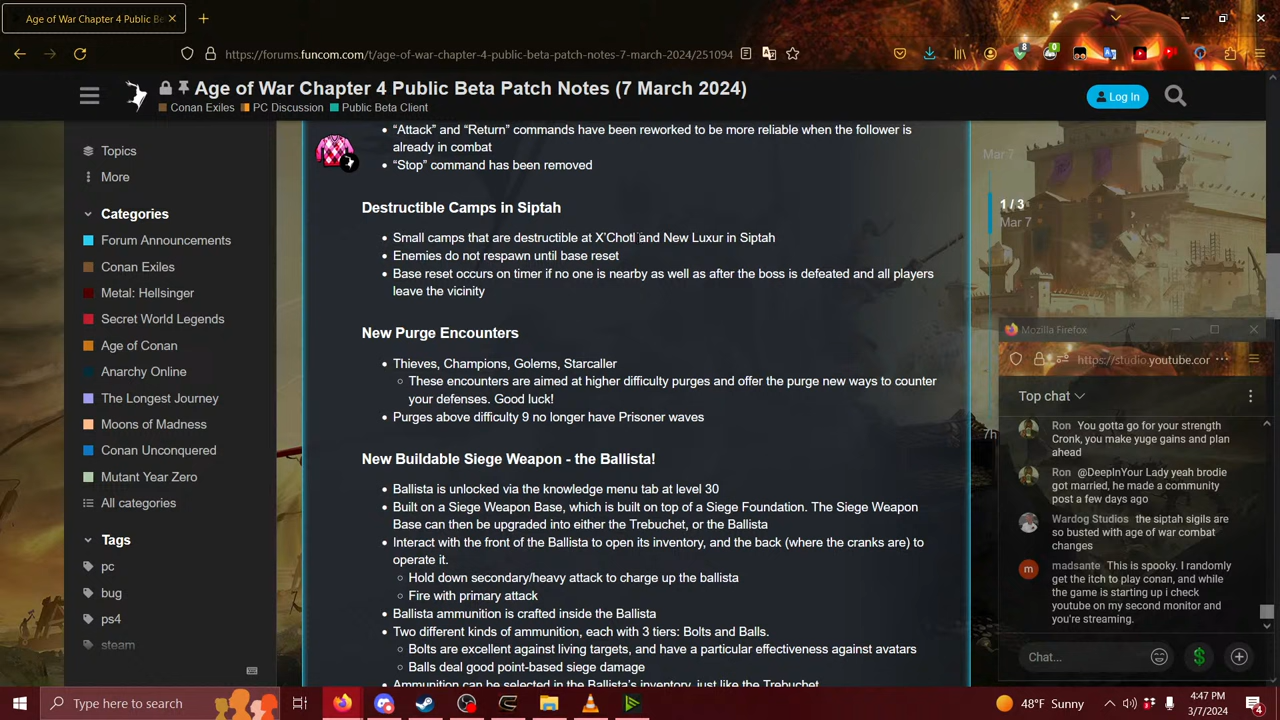 Age of War Chapter 4 Public Be
https://forums.funcom.com/t/age-of-war-chapter-4-public-beta-patch-notes-7-march-2024/251094
8
0
Age of War Chapter 4 Public Beta Patch Notes (7 March 2024)
Conan Exiles
PC Discussion
Public Beta Client
Log In
Topics
More
Categories
Forum Announcements
Conan Exiles
Metal: Hellsinger
Secret World Legends
Age of Conan
Anarchy Online
The Longest Journey
Moons of Madness
Conan Unconquered
Mutant Year Zero
All categories
Tags
pc
bug
ps4
steam
• “Attack” and “Return” commands have been reworked to be more reliable when the follower is
already in combat
• “Stop” command has been removed
Destructible Camps in Siptah
• Small camps that are destructible at X’Chotl and New Luxur in Siptah
• Enemies do not respawn until base reset
• Base reset occurs on timer if no one is nearby as well as after the boss is defeated and all players
leave the vicinity
New Purge Encounters
• Thieves, Champions, Golems, Starcaller
◦ These encounters are aimed at higher difficulty purges and offer the purge new ways to counter
your defenses. Good luck!
• Purges above difficulty 9 no longer have Prisoner waves
New Buildable Siege Weapon - the Ballista!
• Ballista is unlocked via the knowledge menu tab at level 30
• Built on a Siege Weapon Base, which is built on top of a Siege Foundation. The Siege Weapon
Base can then be upgraded into either the Trebuchet, or the Ballista
• Interact with the front of the Ballista to open its inventory, and the back (where the cranks are) to
operate it.
◦ Hold down secondary/heavy attack to charge up the ballista
◦ Fire with primary attack
• Ballista ammunition is crafted inside the Ballista
• Two different kinds of ammunition, each with 3 tiers: Bolts and Balls.
◦ Bolts are excellent against living targets, and have a particular effectiveness against avatars
◦ Balls deal good point-based siege damage
• Ammunition can be selected in the Ballista’s inventory, just like the Trebuchet
Mar 7
1 / 3
Mar 7
7h
Mozilla Firefox
https://studio.youtube.cor
Top chat
Ron You gotta go for your strength
Cronk, you make yuge gains and plan
ahead
Ron @DeepInYour Lady yeah brodie
got married, he made a community
post a few days ago
Wardog Studios the siptah sigils are
so busted with age of war combat
changes
m
madsante This is spooky. I randomly
get the itch to play conan, and while
the game is starting up i check
youtube on my second monitor and
you're streaming.
Chat...
Type here to search
48°F Sunny
4:47 PM
3/7/2024
4